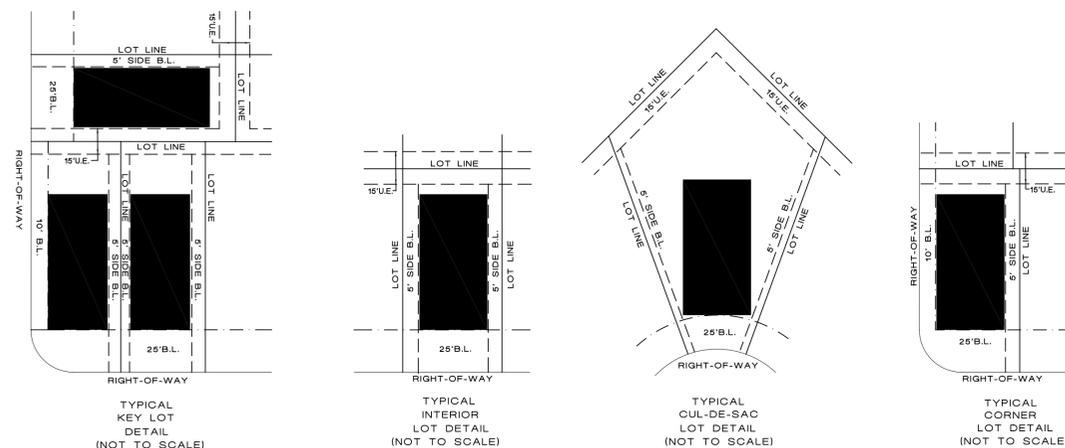 15'U.E.
LOT LINE
5' SIDE B.L.
25'B.L.
LOT LINE
LOT LINE
15'U.E.
RIGHT-OF-WAY
10' B.L.
5' SIDE B.L.
LOT LINE
5' SIDE B.L.
5' SIDE B.L.
LOT LINE
25'B.L.
RIGHT-OF-WAY
TYPICAL
KEY LOT
DETAIL
(NOT TO SCALE)
LOT LINE
15'U.E.
LOT LINE
5' SIDE B.L.
5' SIDE B.L.
LOT LINE
25'B.L.
RIGHT-OF-WAY
TYPICAL
INTERIOR
LOT DETAIL
(NOT TO SCALE)
LOT LINE
15'U.E.
LOT LINE
15'U.E.
5' SIDE B.L.
LOT LINE
5' SIDE B.L.
LOT LINE
25'B.L.
RIGHT-OF-WAY
TYPICAL
CUL-DE-SAC
LOT DETAIL
(NOT TO SCALE)
LOT LINE
15'U.E.
RIGHT-OF-WAY
10' B.L.
5' SIDE B.L.
LOT LINE
25'B.L.
RIGHT-OF-WAY
TYPICAL
CORNER
LOT DETAIL
(NOT TO SCALE)